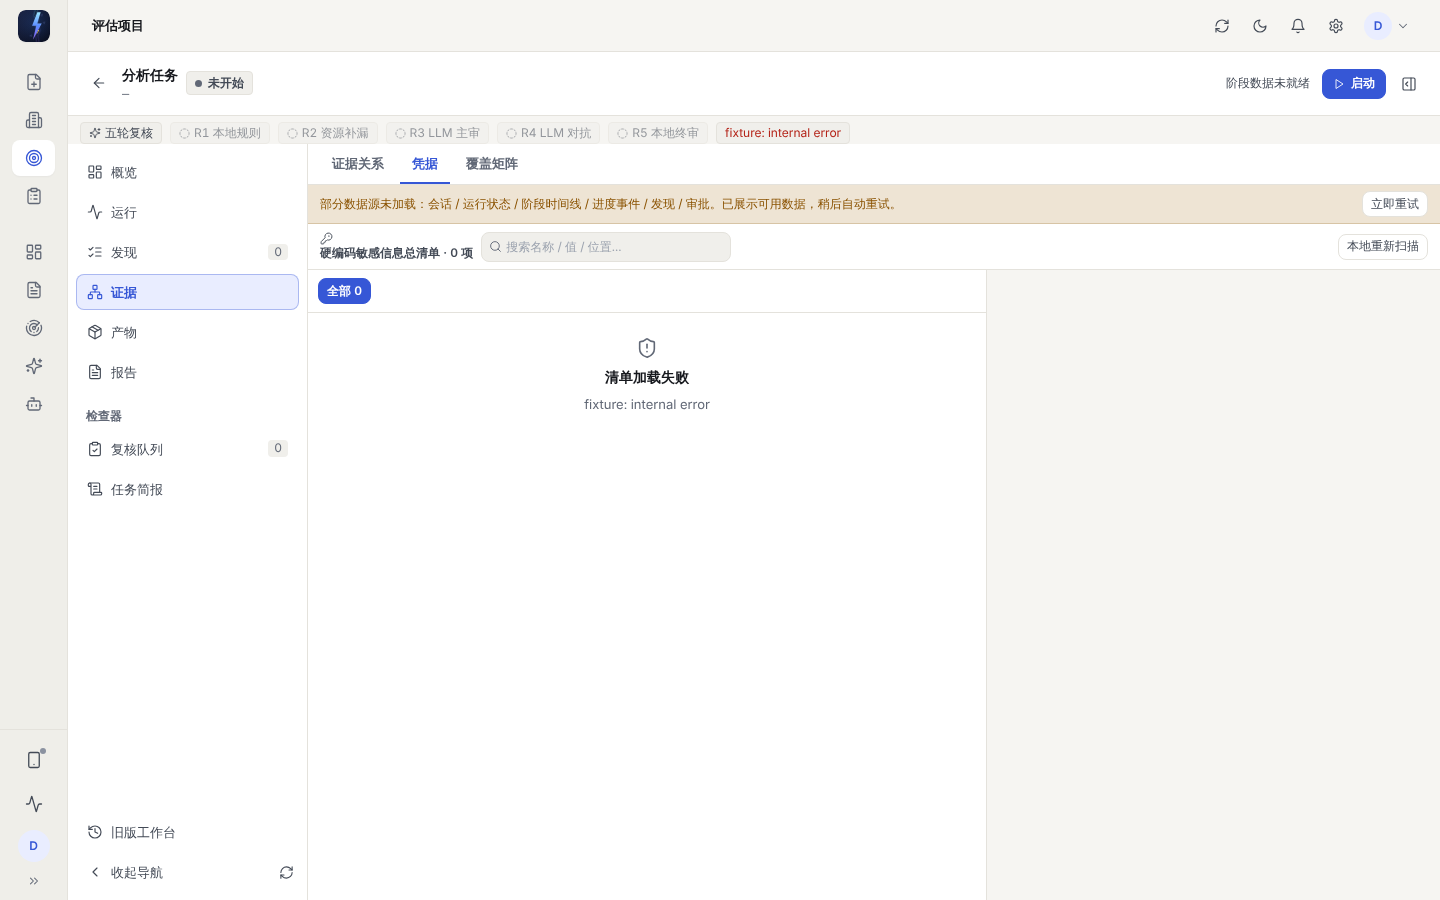 评估项目
D
分析任务
—
未开始
阶段数据未就绪
启动
五轮复核
R1 本地规则
R2 资源补漏
R3 LLM 主审
R4 LLM 对抗
R5 本地终审
fixture: internal error
概览
运行
发现
0
证据
产物
报告
检查器
复核队列
0
任务简报
旧版工作台
收起导航
D
证据关系
凭据
覆盖矩阵
部分数据源未加载：会话 / 运行状态 / 阶段时间线 / 进度事件 / 发现 / 审批。已展示可用数据，稍后自动重试。
立即重试
硬编码敏感信息总清单 · 0 项
搜索名称 / 值 / 位置...
本地重新扫描
全部 0
清单加载失败
fixture: internal error